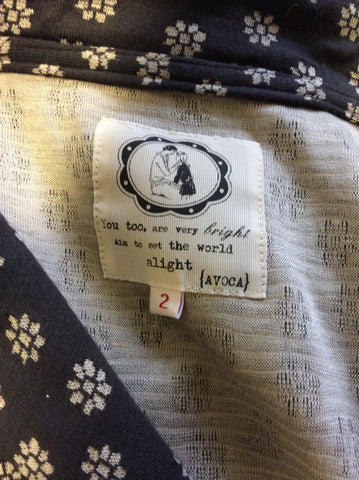 You too, are very bright
Aim to set the world
alight
{AVOCA}
2